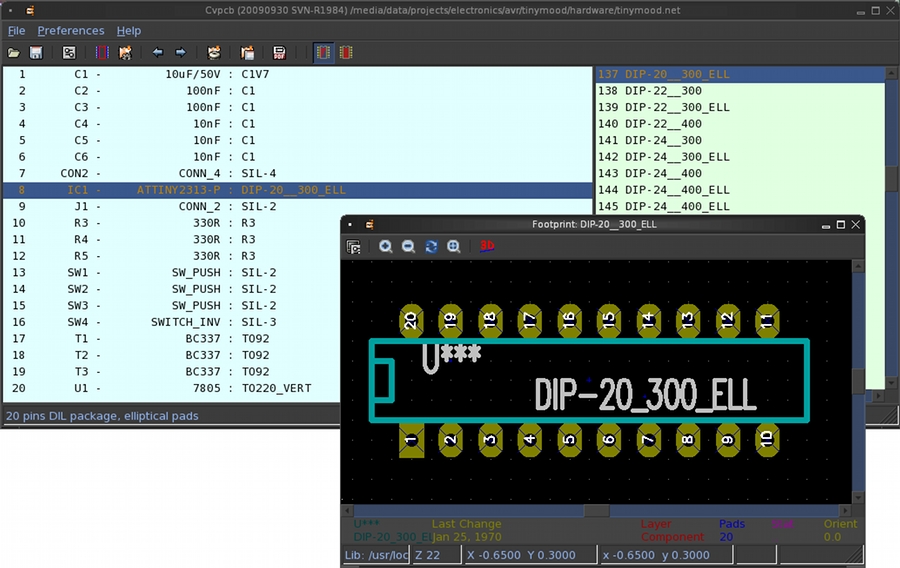 Cvpcb (20090930 SVN-R1984) /media/data/projects/electronics/avr/tinymood/hardware/tinymood.net
File Preferences Help
1 C1 - 10uF/50V : C1V7
2 C2 - 100nF : C1
3 C3 - 100nF : C1
4 C4 - 10nF : C1
5 C5 - 10nF : C1
6 C6 - 10nF : C1
7 CON2 - CONN_4 : SIL-4
8 IC1 - ATTINY2313-P : DIP-20__300_ELL
9 J1 - CONN_2 : SIL-2
10 R3 - 330R : R3
11 R4 - 330R : R3
12 R5 - 330R : R3
13 SW1 - SW_PUSH : SIL-2
14 SW2 - SW_PUSH : SIL-2
15 SW3 - SW_PUSH : SIL-2
16 SW4 - SWITCH_INV : SIL-3
17 T1 - BC337 : TO92
18 T2 - BC337 : TO92
19 T3 - BC337 : TO92
20 U1 - 7805 : TO220_VERT
137 DIP-20__300_ELL
138 DIP-22__300
139 DIP-22__300_ELL
140 DIP-22__400
141 DIP-24__300
142 DIP-24__300_ELL
143 DIP-24__400
144 DIP-24__400_ELL
145 DIP-24__600_ELL
20 pins DIL package, elliptical pads
Footprint: DIP-20__300_ELL
3D
20 19 18 17 16 15 14 13 12 11
U***
DIP-20_300_ELL
1 2 3 4 5 6 7 8 9 10
U*** Last Change Layer Pads Orient
DIP-20_300_EL Jan 25, 1970 Component 20 0.0
Lib: /usr/loc Z 22 X -0.6500 Y 0.3000 x -0.6500 y 0.3000